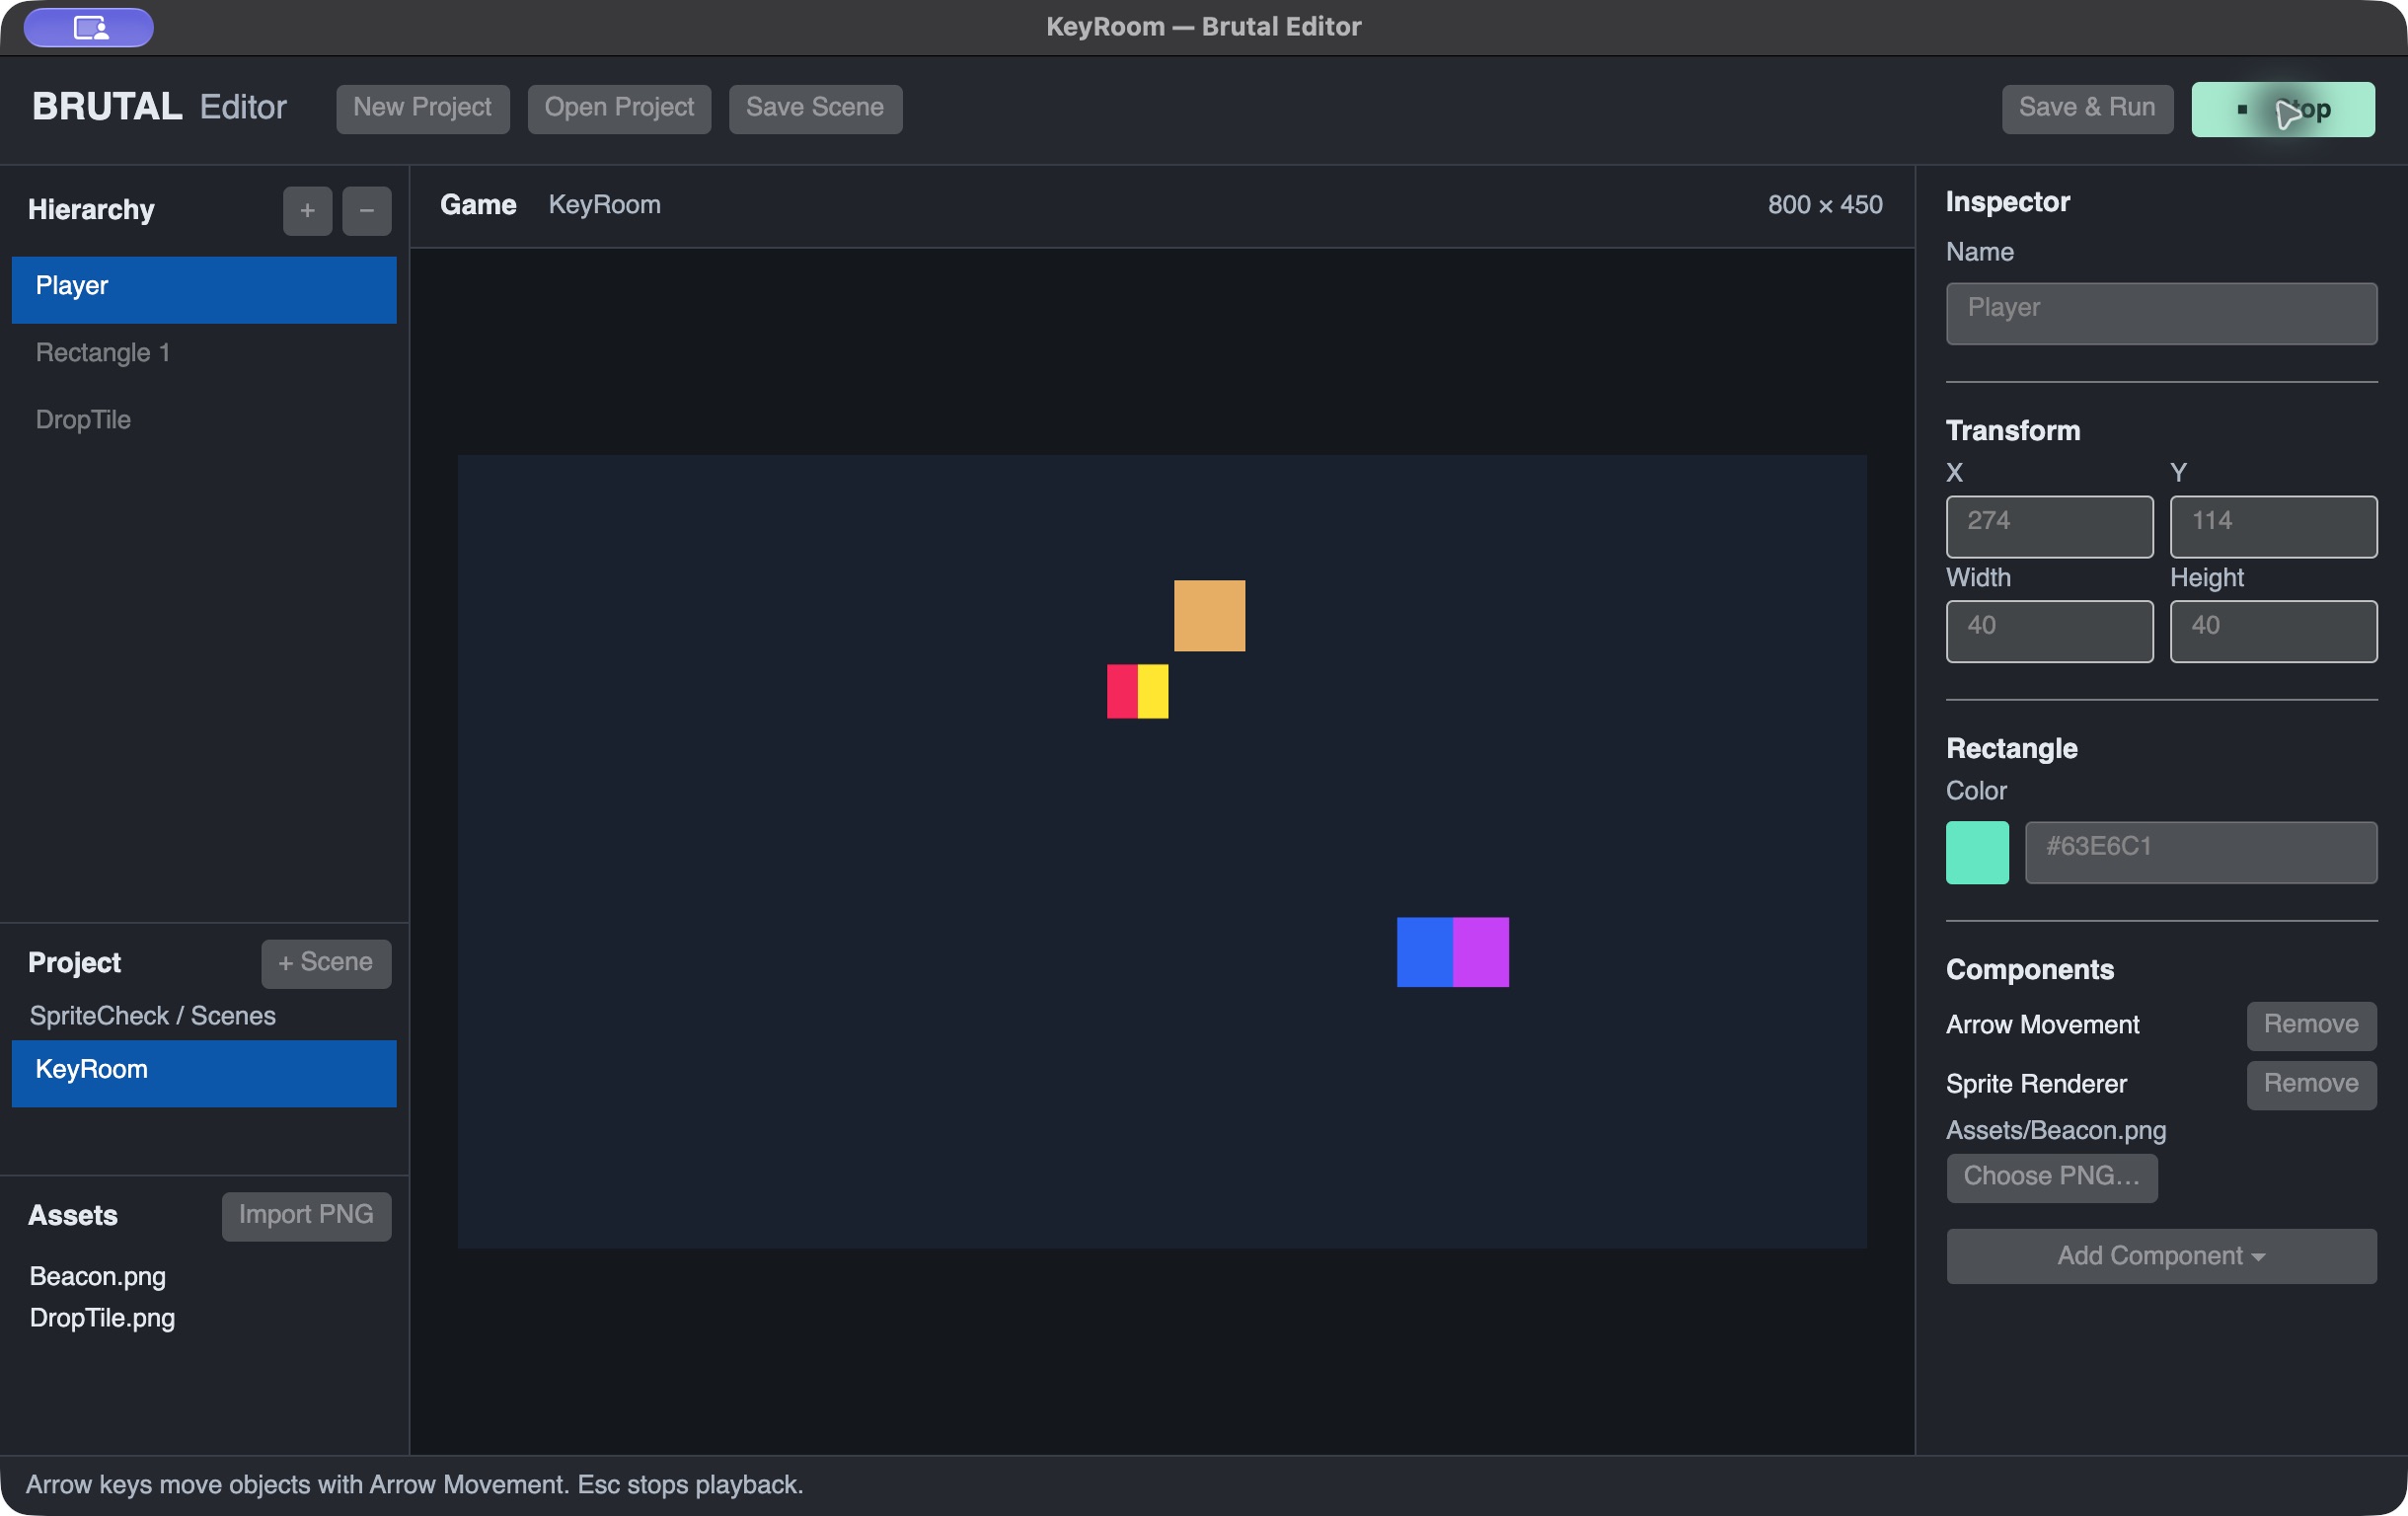 KeyRoom — Brutal Editor
BRUTAL Editor New Project Open Project Save Scene Save & Run
Hierarchy + −
Player
Rectangle 1
DropTile
Project + Scene
SpriteCheck / Scenes
KeyRoom
Assets Import PNG
Beacon.png
DropTile.png
Game KeyRoom 800 × 450
Inspector
Name
Player
Transform
X Y
274 114
Width Height
40 40
Rectangle
Color
#63E6C1
Components
Arrow Movement Remove
Sprite Renderer Remove
Assets/Beacon.png
Choose PNG...
Add Component
Arrow keys move objects with Arrow Movement. Esc stops playback.